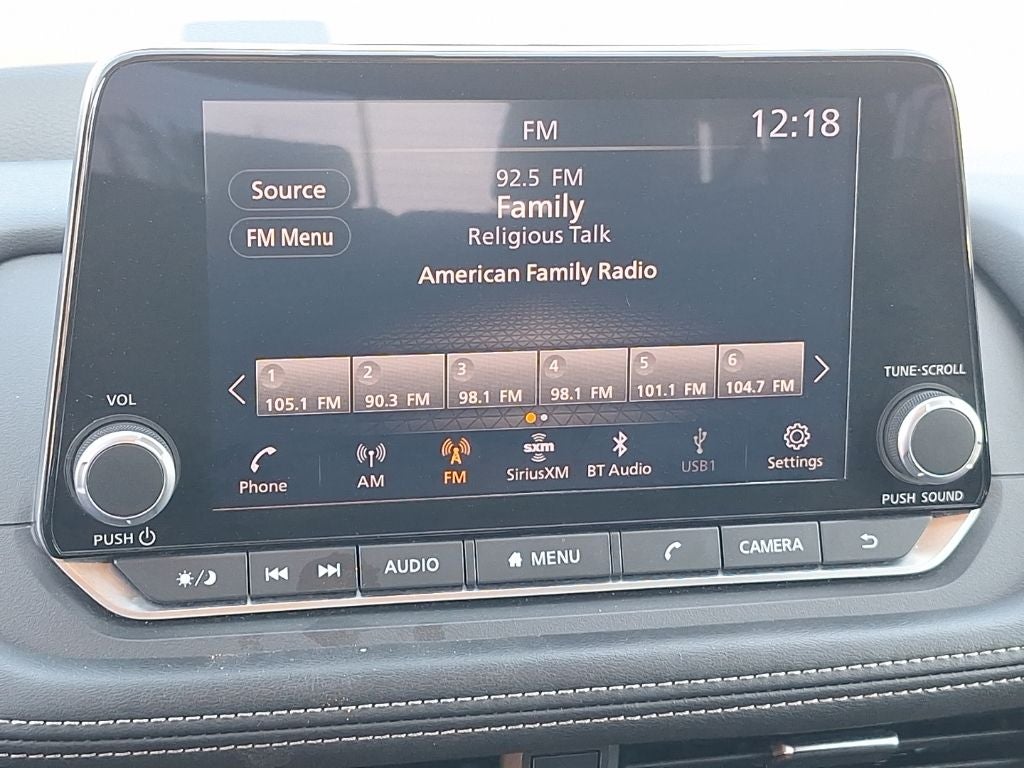 FM
12:18
Source
FM Menu
92.5 FM
Family
Religious Talk
American Family Radio
1
105.1 FM
2
90.3 FM
3
98.1 FM
4
98.1 FM
5
101.1 FM
6
104.7 FM
VOL
PUSH
TUNE-SCROLL
PUSH SOUND
Phone
AM
FM
sxm
SiriusXM
BT Audio
USB1
Settings
AUDIO
MENU
CAMERA